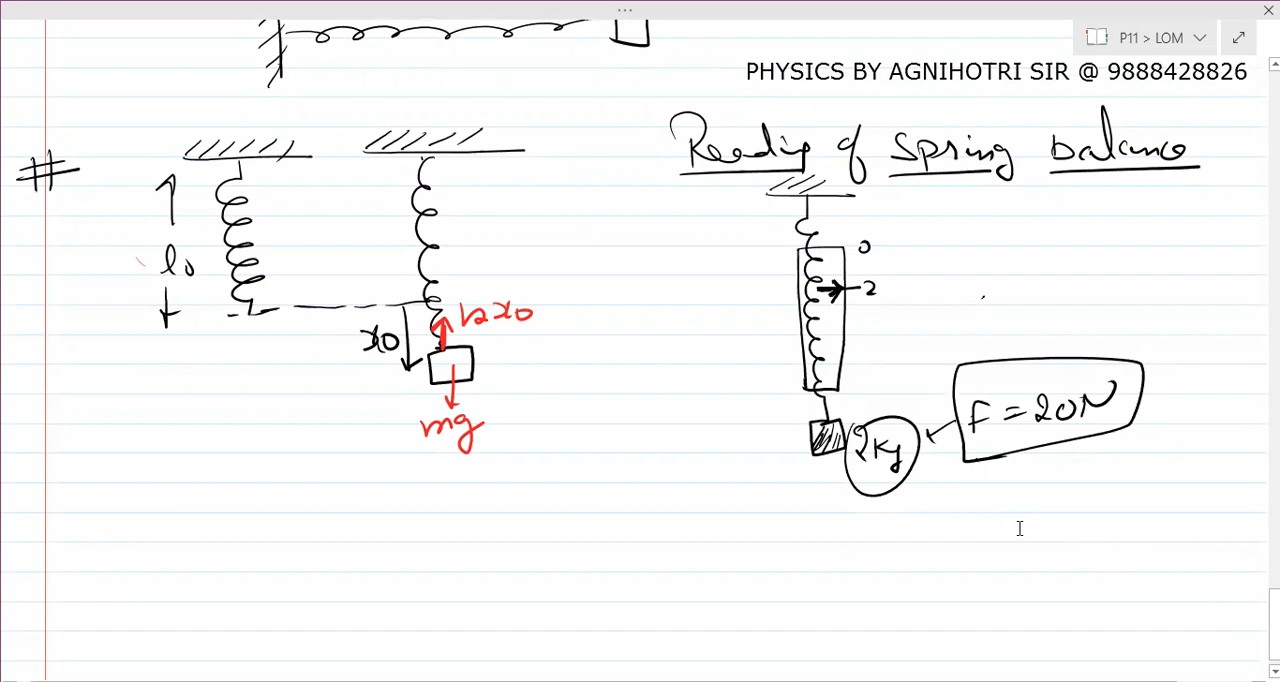 P11 > LOM
PHYSICS BY AGNIHOTRI SIR @ 9888428826
#
Reading of Spring balance
l0
x0
kx0
mg
0
2
2Kg
F = 20N